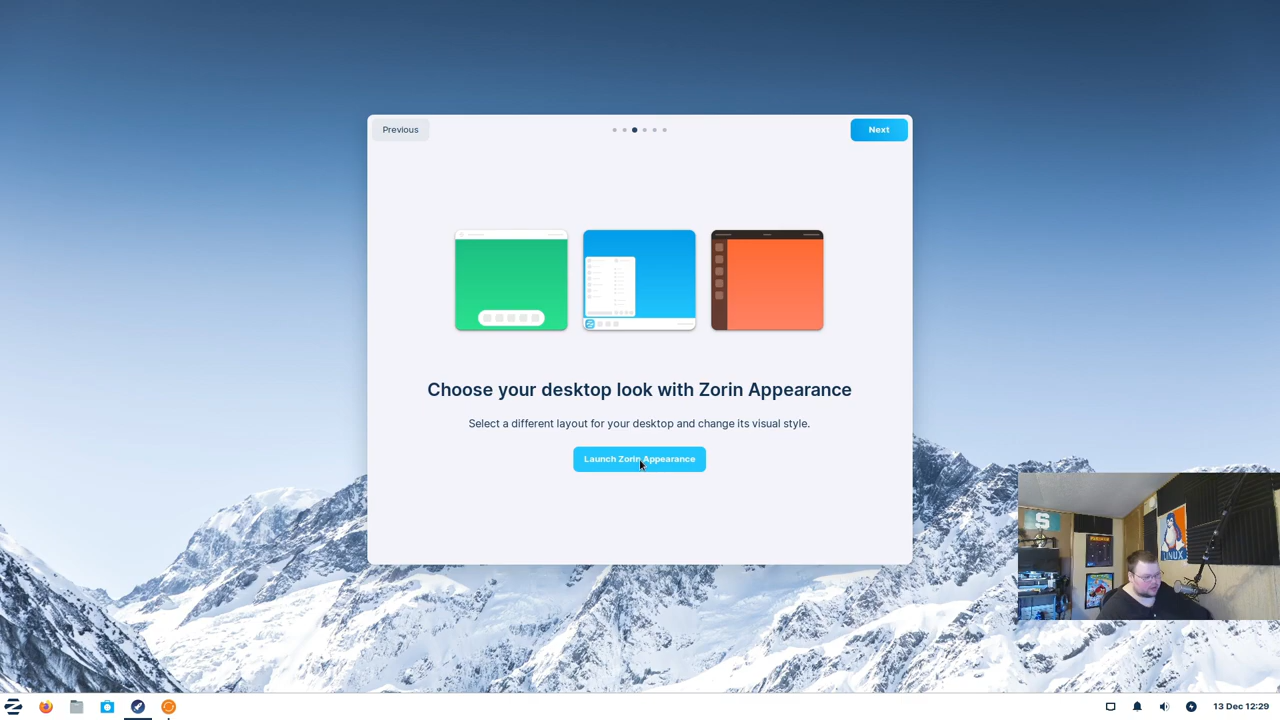 Previous
Next
Choose your desktop look with Zorin Appearance
Select a different layout for your desktop and change its visual style.
Launch Zorin Appearance
S
LINUX
13 Dec 12:29